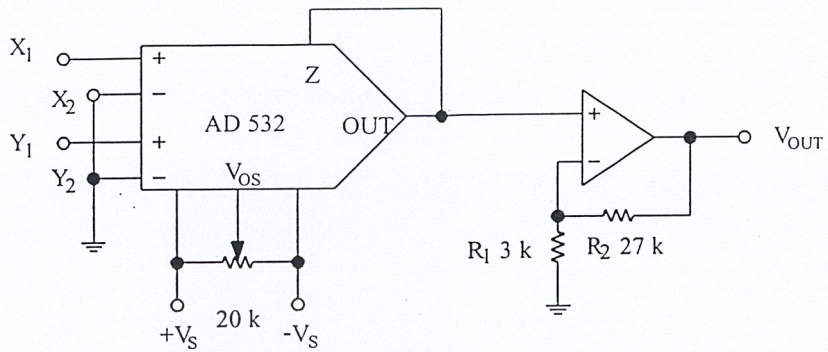 X1
X2
Y1
Y2
+
−
+
−
Z
AD 532
OUT
VOS
+VS
20 k
-VS
+
−
VOUT
R1 3 k
R2 27 k